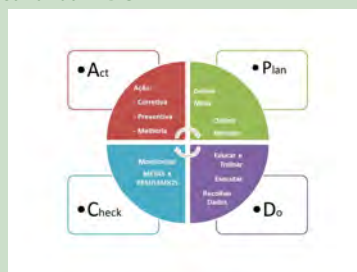 • Act
• Plan
Ação:
- Corretiva
- Preventiva
- Melhoria
Definir
Metas
Definir
Métodos
Monitorizar
METAS x
RESULTADOS
Educar e
Treinar
Executar
Recolher
Dados
• Check
• Do